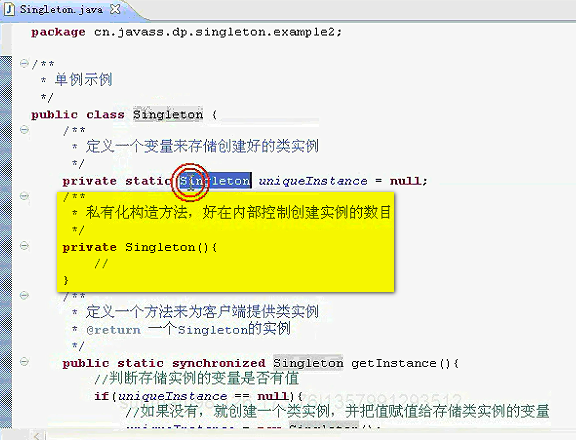 Singleton.java
package cn.javass.dp.singleton.example2;
/**
* 单例示例
*/
public class Singleton {
/**
* 定义一个变量来存储创建好的类实例
*/
private static Singleton uniqueInstance = null;
/**
* 私有化构造方法，好在内部控制创建实例的数目
*/
private Singleton(){
//
}
/**
* 定义一个方法来为客户端提供类实例
* @return 一个Singleton的实例
*/
public static synchronized Singleton getInstance(){
//判断存储实例的变量是否有值
if(uniqueInstance == null){
//如果没有，就创建一个类实例，并把值赋值给存储类实例的变量
uniqueInstance = new Singleton();